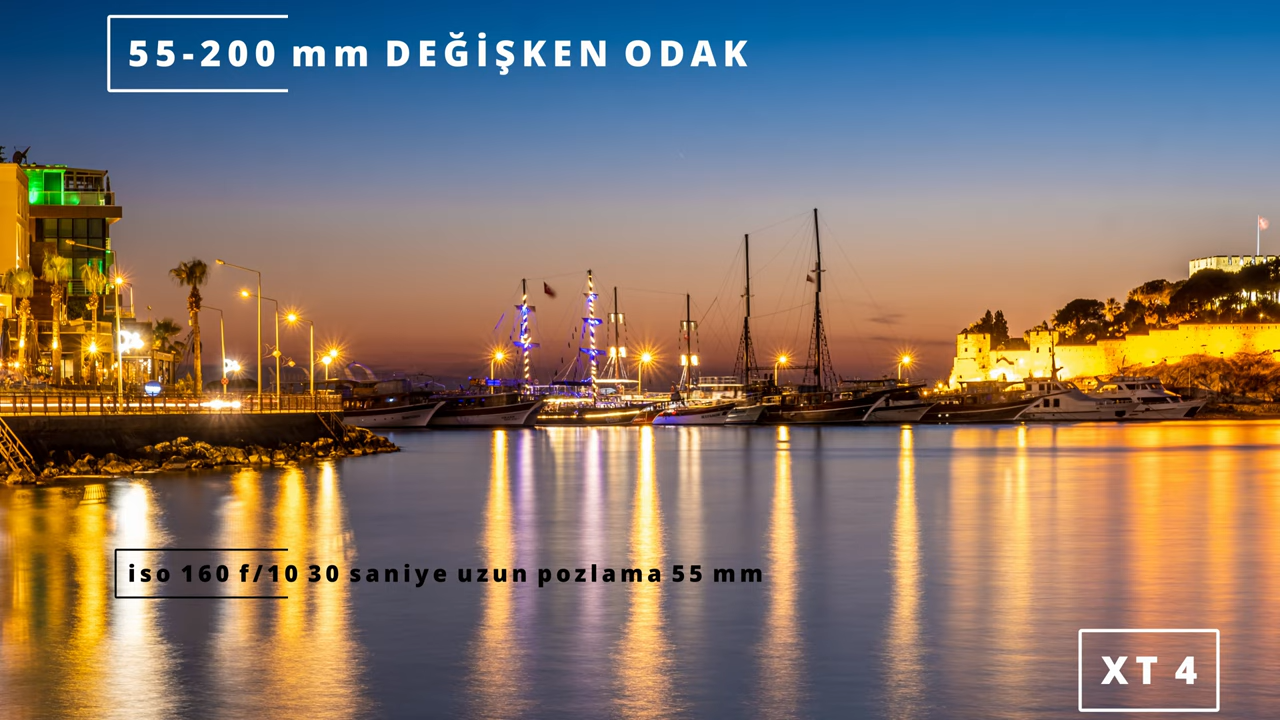 55-200 mm DEĞİŞKEN ODAK
iso 160 f/10 30 saniye uzun pozlama 55 mm
XT 4